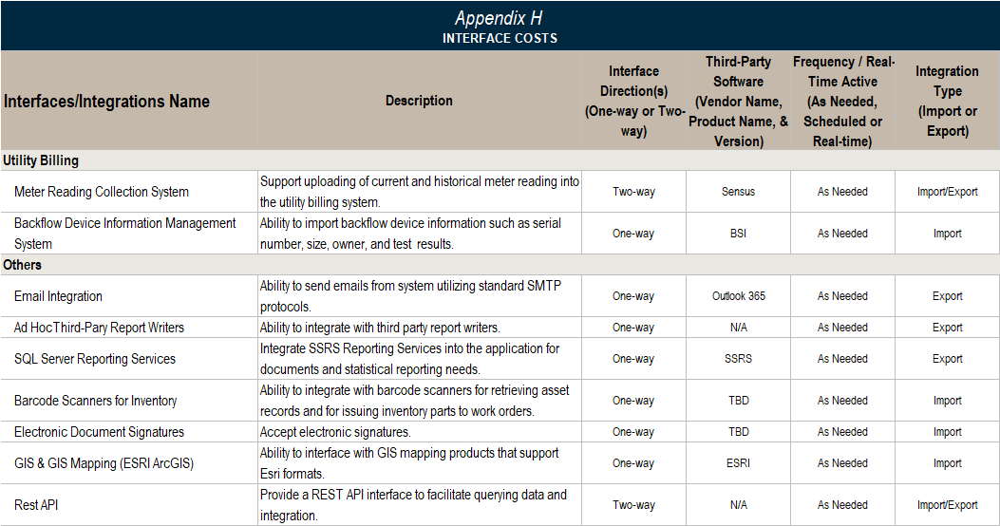 Appendix H
INTERFACE COSTS
Interfaces/Integrations Name
Description
Interface
Direction(s)
(One-way or Two-
way)
Third-Party
Software
(Vendor Name,
Product Name, &
Version)
Frequency / Real-
Time Active
(As Needed,
Scheduled or
Real-time)
Integration
Type
(Import or
Export)
Utility Billing
Meter Reading Collection System
Support uploading of current and historical meter reading into
the utility billing system.
Two-way
Sensus
As Needed
Import/Export
Backflow Device Information Management
System
Ability to import backflow device information such as serial
number, size, owner, and test results.
One-way
BSI
As Needed
Import
Others
Email Integration
Ability to send emails from system utilizing standard SMTP
protocols.
One-way
Outlook 365
As Needed
Export
Ad HocThird-Pary Report Writers
Ability to integrate with third party report writers.
One-way
N/A
As Needed
Export
SQL Server Reporting Services
Integrate SSRS Reporting Services into the application for
documents and statistical reporting needs.
One-way
SSRS
As Needed
Export
Barcode Scanners for Inventory
Ability to integrate with barcode scanners for retrieving asset
records and for issuing inventory parts to work orders.
One-way
TBD
As Needed
Import
Electronic Document Signatures
Accept electronic signatures.
One-way
TBD
As Needed
Import
GIS & GIS Mapping (ESRI ArcGIS)
Ability to interface with GIS mapping products that support
Esri formats.
One-way
ESRI
As Needed
Import
Rest API
Provide a REST API interface to facilitate querying data and
integration.
Two-way
N/A
As Needed
Import/Export